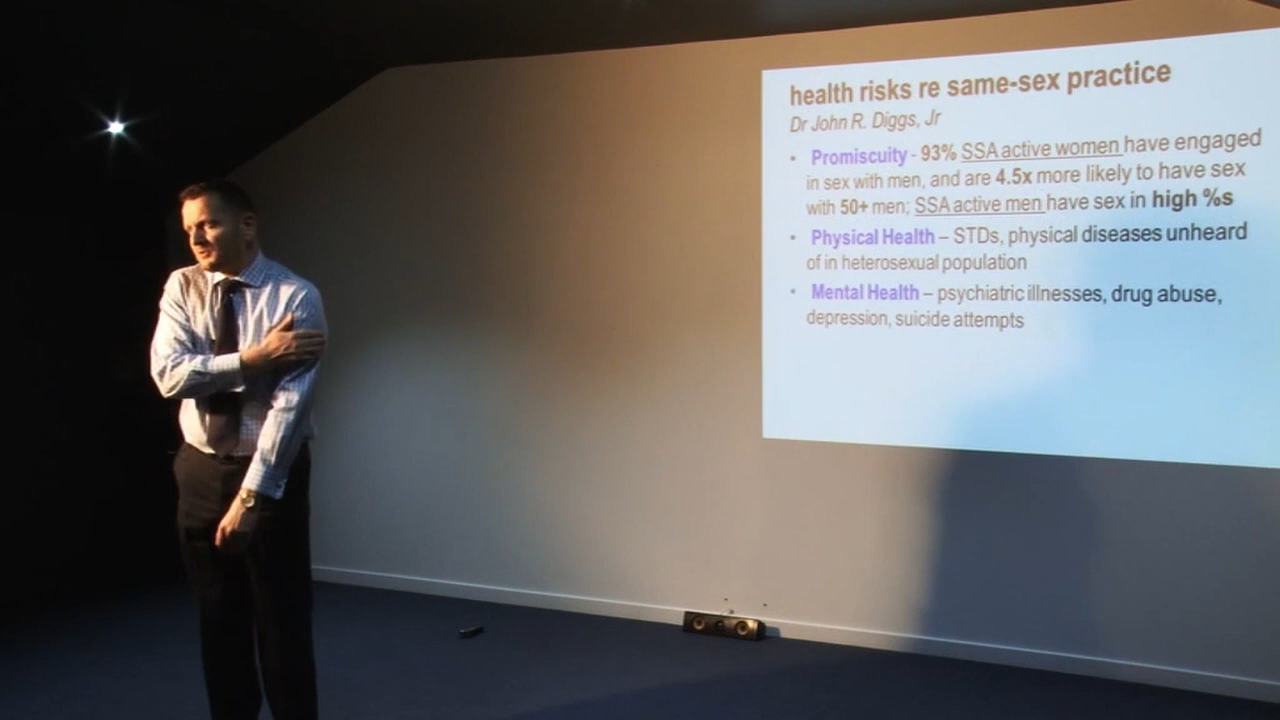 health risks re same-sex practice
Dr John R. Diggs, Jr
• Promiscuity - 93% SSA active women have engaged
in sex with men, and are 4.5x more likely to have sex
with 50+ men; SSA active men have sex in high %s
• Physical Health – STDs, physical diseases unheard
of in heterosexual population
• Mental Health – psychiatric illnesses, drug abuse,
depression, suicide attempts